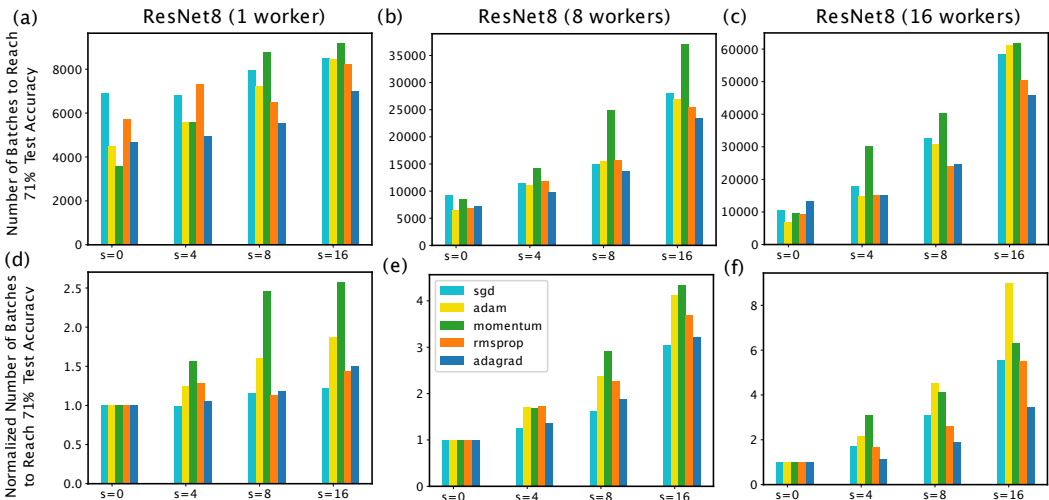 (a) ResNet8 (1 worker)
(b) ResNet8 (8 workers)
(c) ResNet8 (16 workers)
Number of Batches to Reach
71% Test Accuracy
8000
6000
4000
2000
0
s=0 s=4 s=8 s=16
35000
30000
25000
20000
15000
10000
5000
0
s=0 s=4 s=8 s=16
60000
50000
40000
30000
20000
10000
0
s=0 s=4 s=8 s=16
(d)
Normalized Number of Batches
to Reach 71% Test Accuracy
2.5
2.0
1.5
1.0
0.5
0.0
s=0 s=4 s=8 s=16
(e)
4
3
2
1
0
sgd
adam
momentum
rmsprop
adagrad
s=0 s=4 s=8 s=16
(f)
8
6
4
2
0
s=0 s=4 s=8 s=16